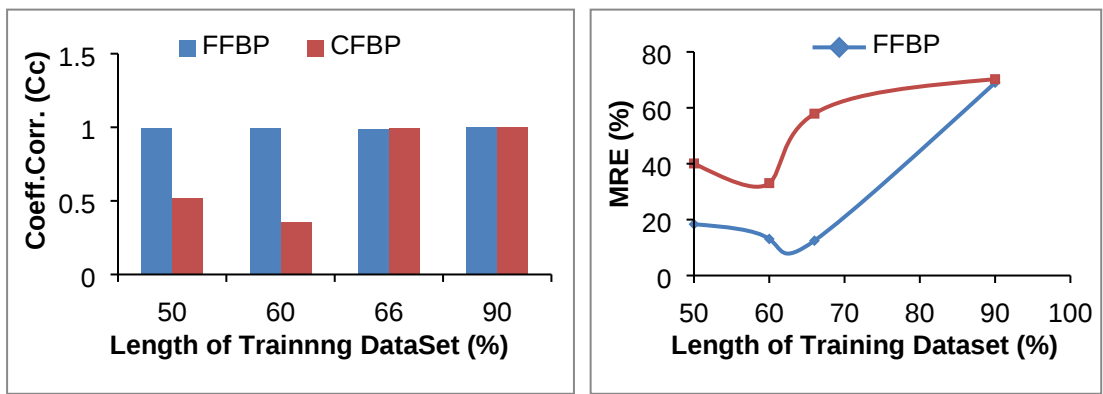 FFBP CFBP
1.5
1
0.5
0
Coeff.Corr. (Cc)
50 60 66 90
Length of Trainnng DataSet (%)
FFBP
80
60
40
20
0
MRE (%)
50 60 70 80 90 100
Length of Training Dataset (%)